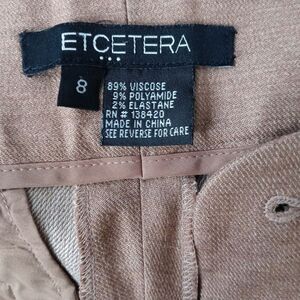 ETCETERA
8
89% VISCOSE
9% POLYAMIDE
2% ELASTANE
RN # 138420
MADE IN CHINA
SEE REVERSE FOR CARE